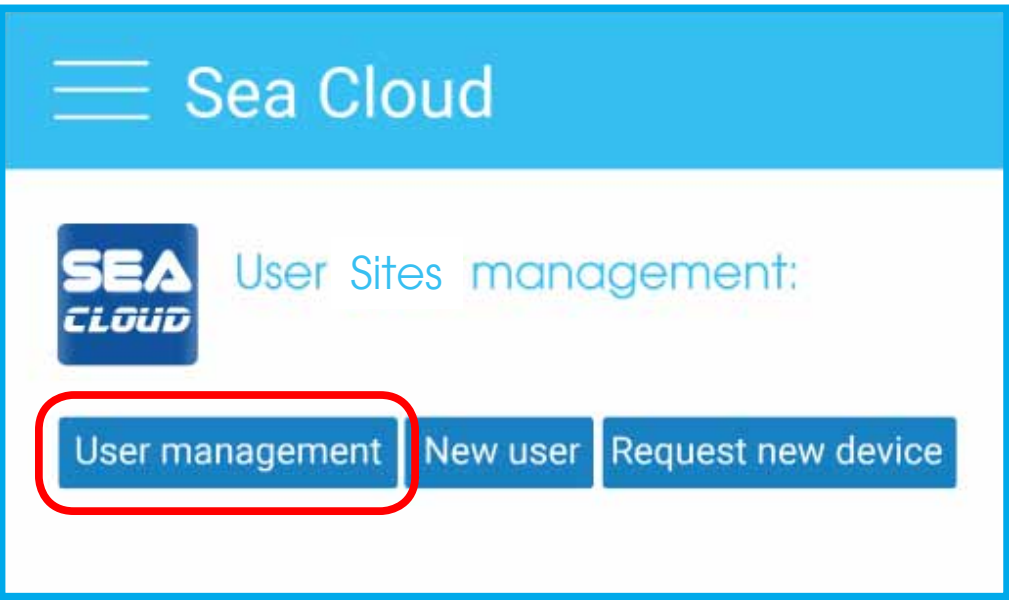 Sea Cloud
SEA
CLOUD
User Sites management:
User management New user Request new device